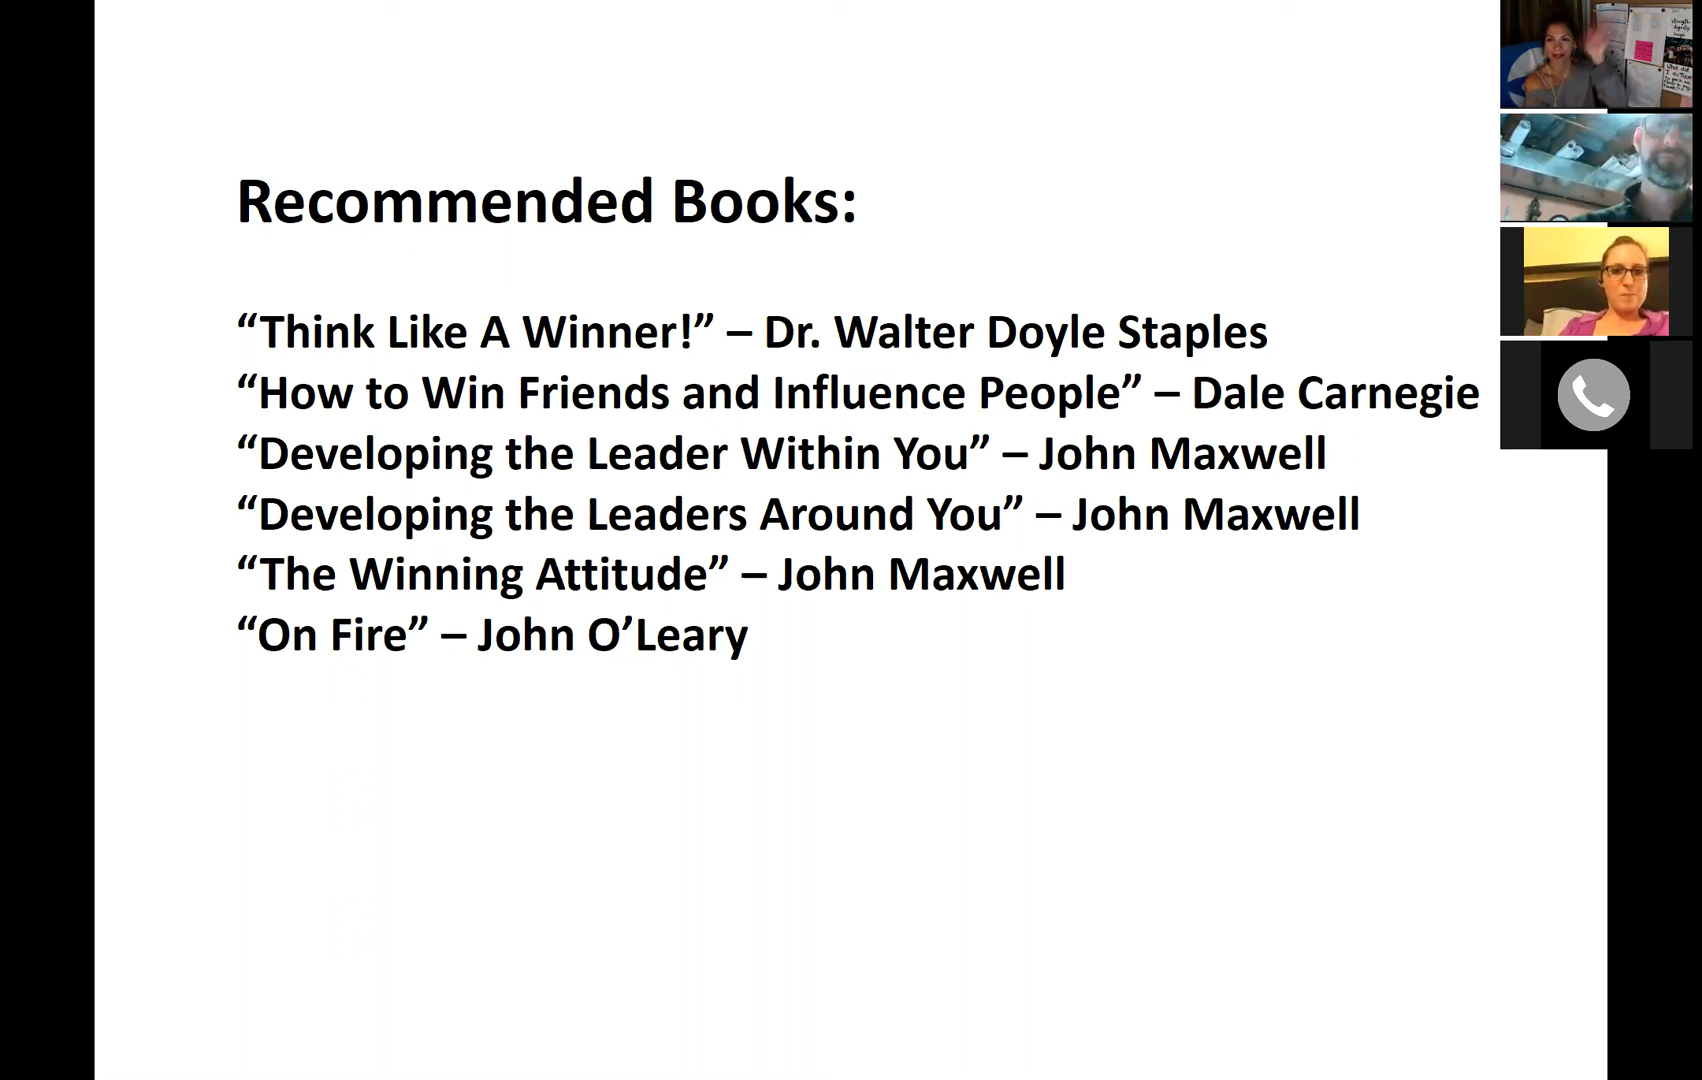 Recommended Books:
“Think Like A Winner!” – Dr. Walter Doyle Staples
“How to Win Friends and Influence People” – Dale Carnegie
“Developing the Leader Within You” – John Maxwell
“Developing the Leaders Around You” – John Maxwell
“The Winning Attitude” – John Maxwell
“On Fire” – John O’Leary